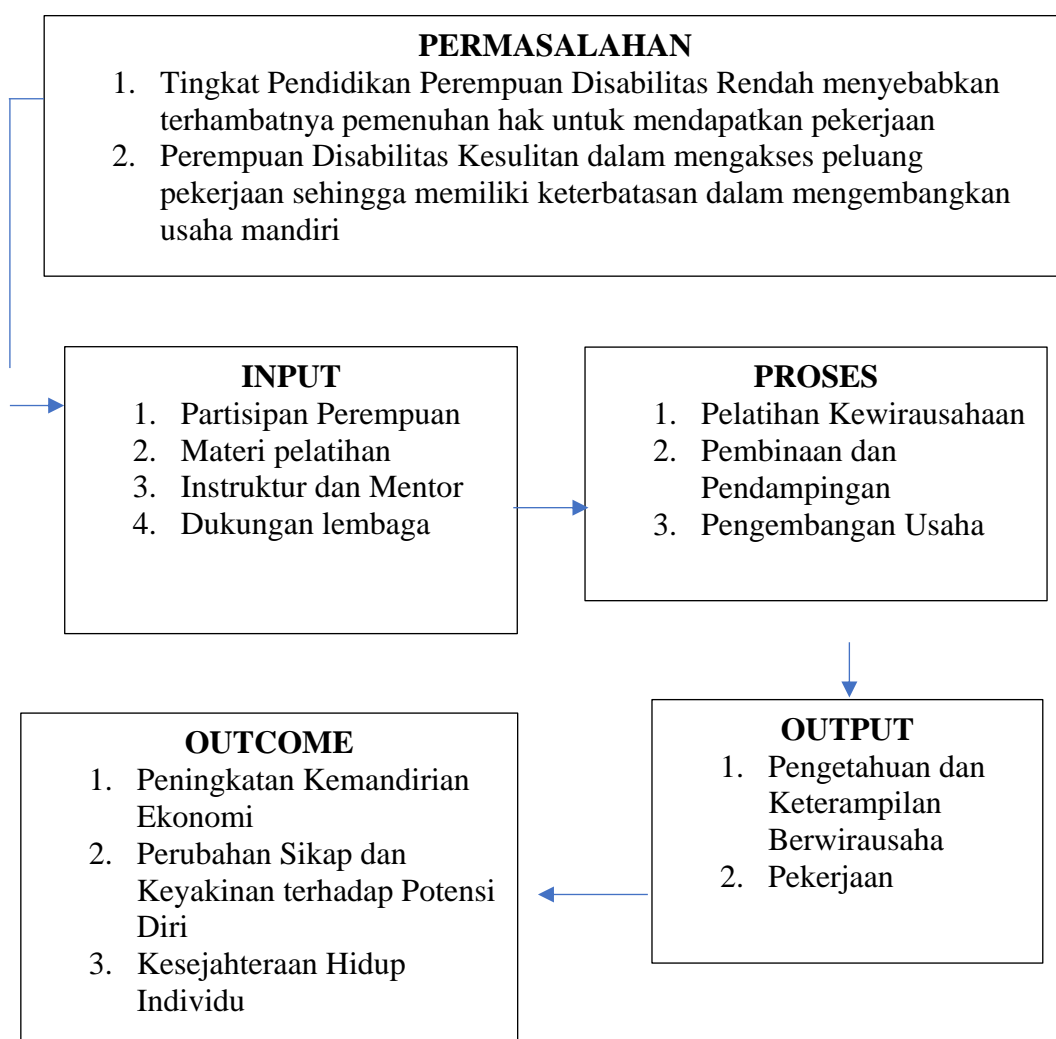 PERMASALAHAN
1. Tingkat Pendidikan Perempuan Disabilitas Rendah menyebabkan
terhambatnya pemenuhan hak untuk mendapatkan pekerjaan
2. Perempuan Disabilitas Kesulitan dalam mengakses peluang
pekerjaan sehingga memiliki keterbatasan dalam mengembangkan
usaha mandiri
INPUT
1. Partisipan Perempuan
2. Materi pelatihan
3. Instruktur dan Mentor
4. Dukungan lembaga
PROSES
1. Pelatihan Kewirausahaan
2. Pembinaan dan
Pendampingan
3. Pengembangan Usaha
OUTPUT
1. Pengetahuan dan
Keterampilan
Berwirausaha
2. Pekerjaan
OUTCOME
1. Peningkatan Kemandirian
Ekonomi
2. Perubahan Sikap dan
Keyakinan terhadap Potensi
Diri
3. Kesejahteraan Hidup
Individu